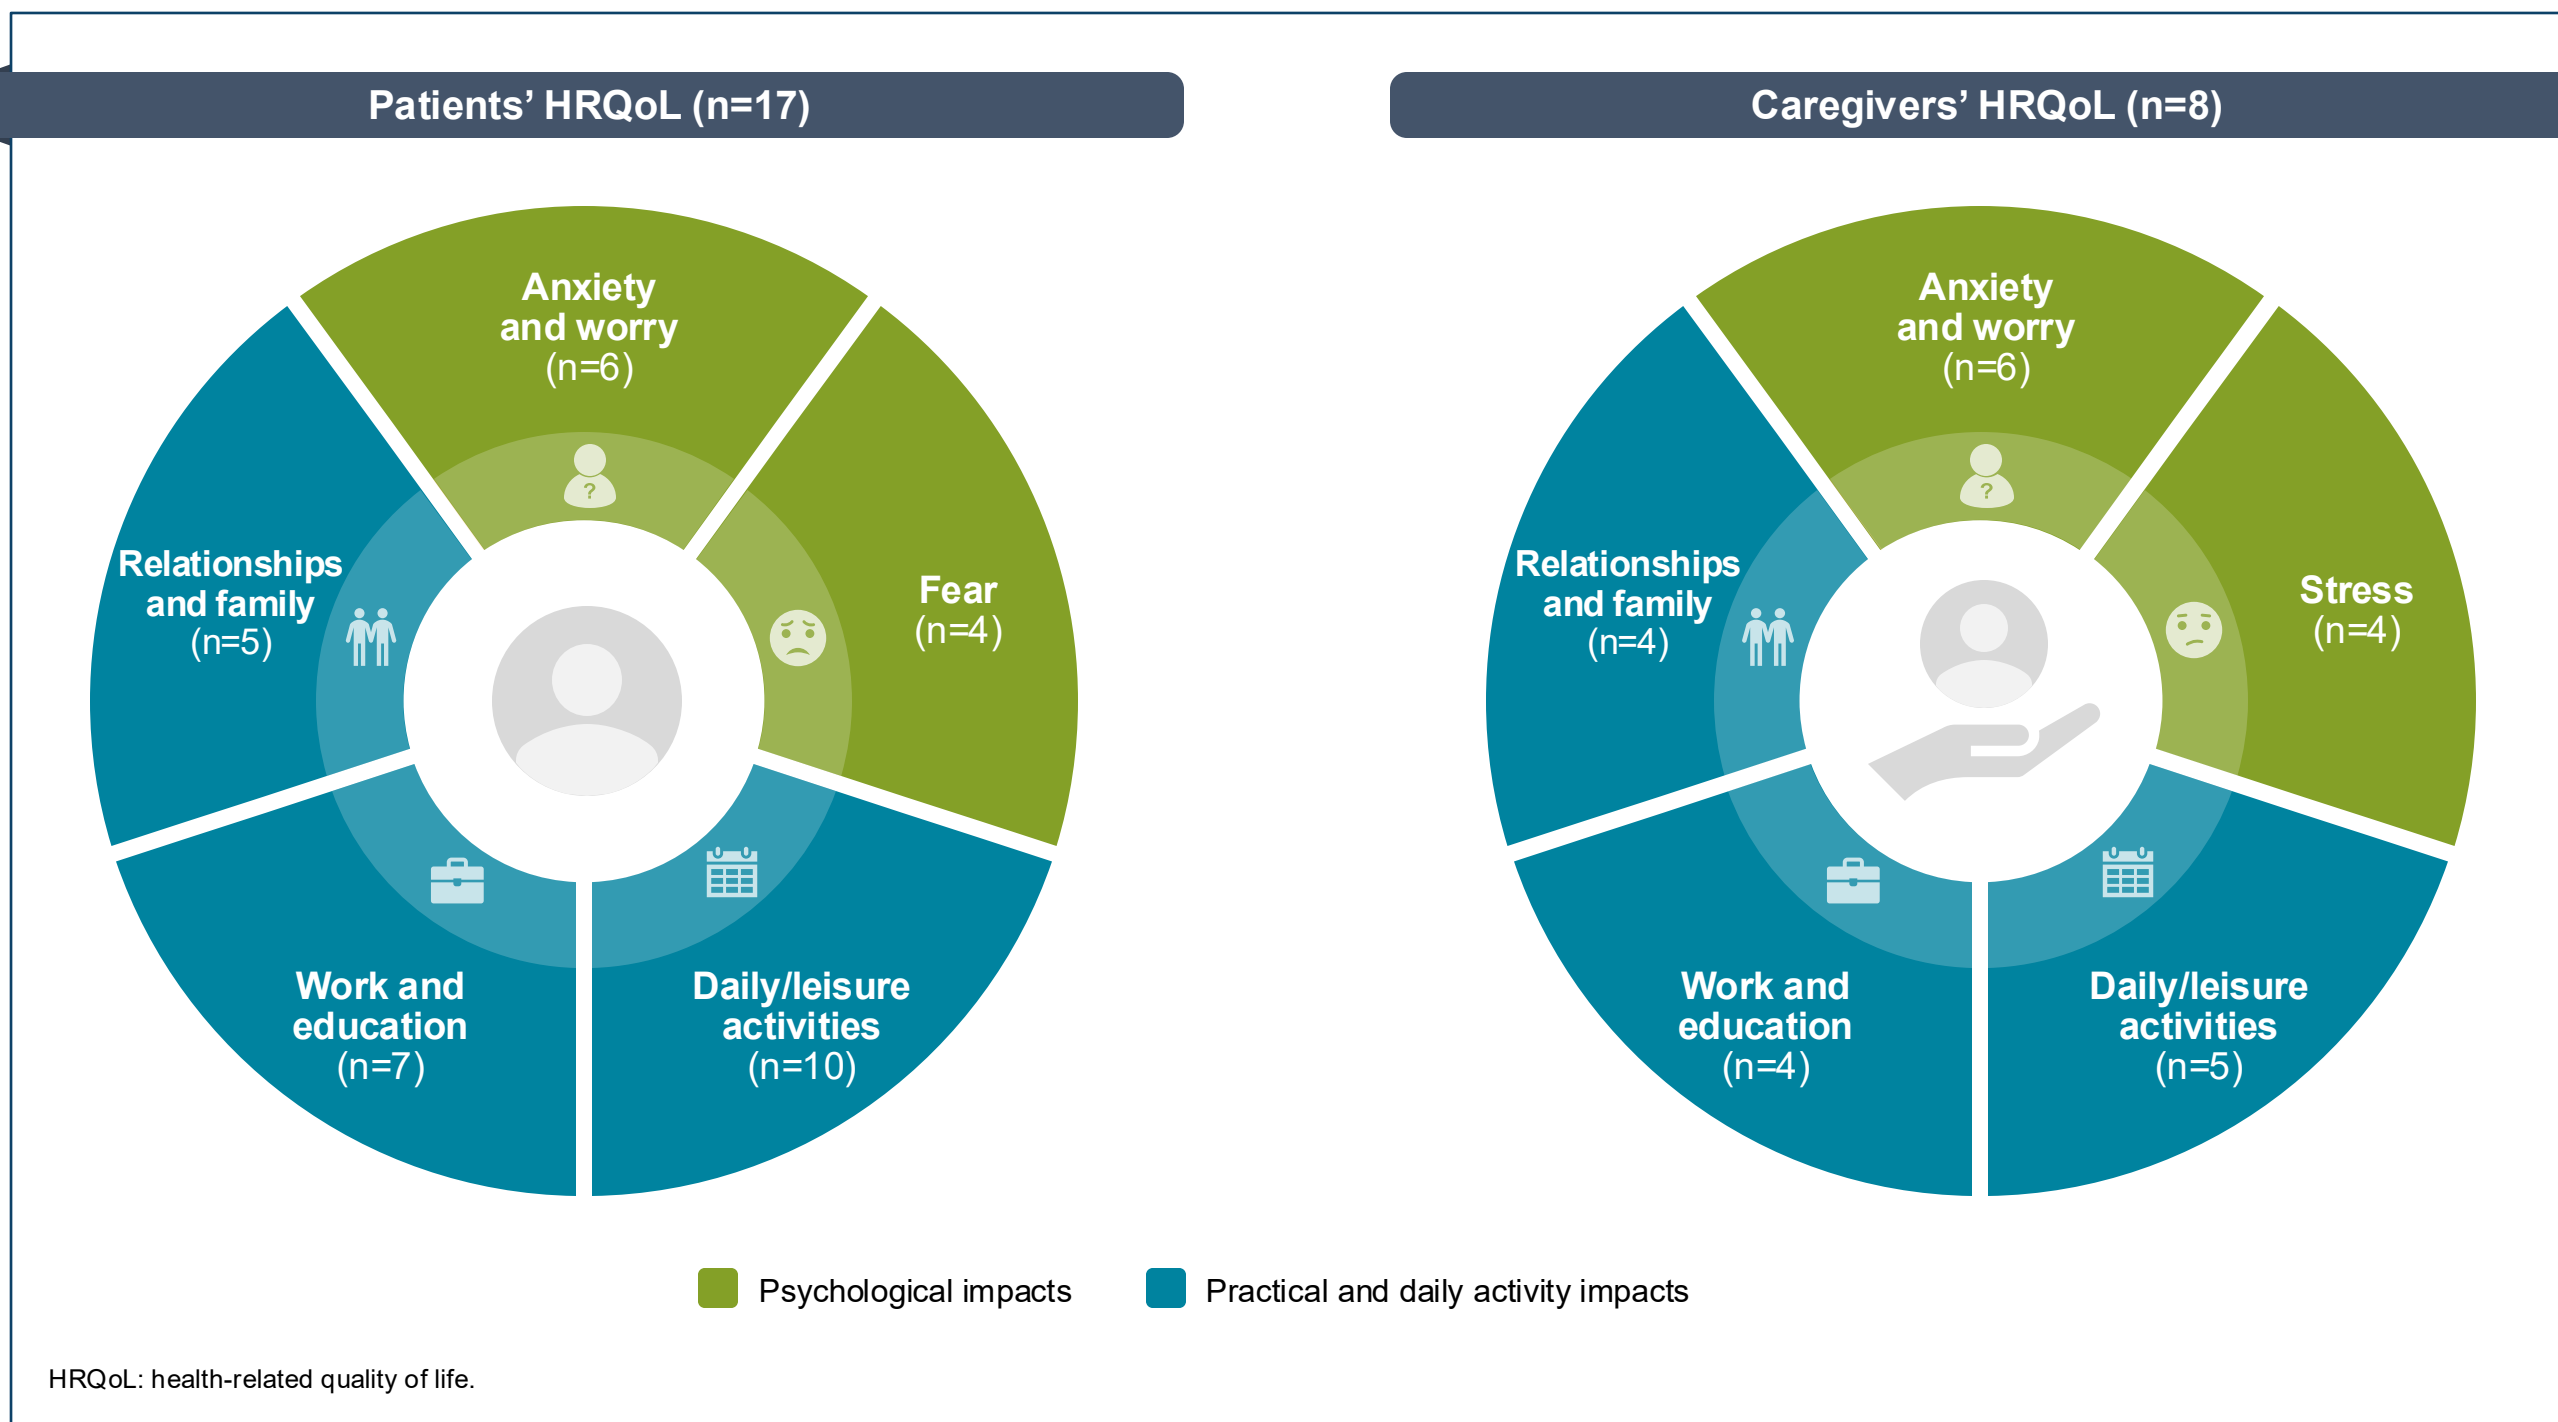 Patients’ HRQoL (n=17)
Anxiety
and worry
(n=6)
Fear
(n=4)
Relationships
and family
(n=5)
Work and
education
(n=7)
Daily/leisure
activities
(n=10)
Caregivers’ HRQoL (n=8)
Anxiety
and worry
(n=6)
Stress
(n=4)
Relationships
and family
(n=4)
Work and
education
(n=4)
Daily/leisure
activities
(n=5)
?
?
Psychological impacts
Practical and daily activity impacts
HRQoL: health-related quality of life.